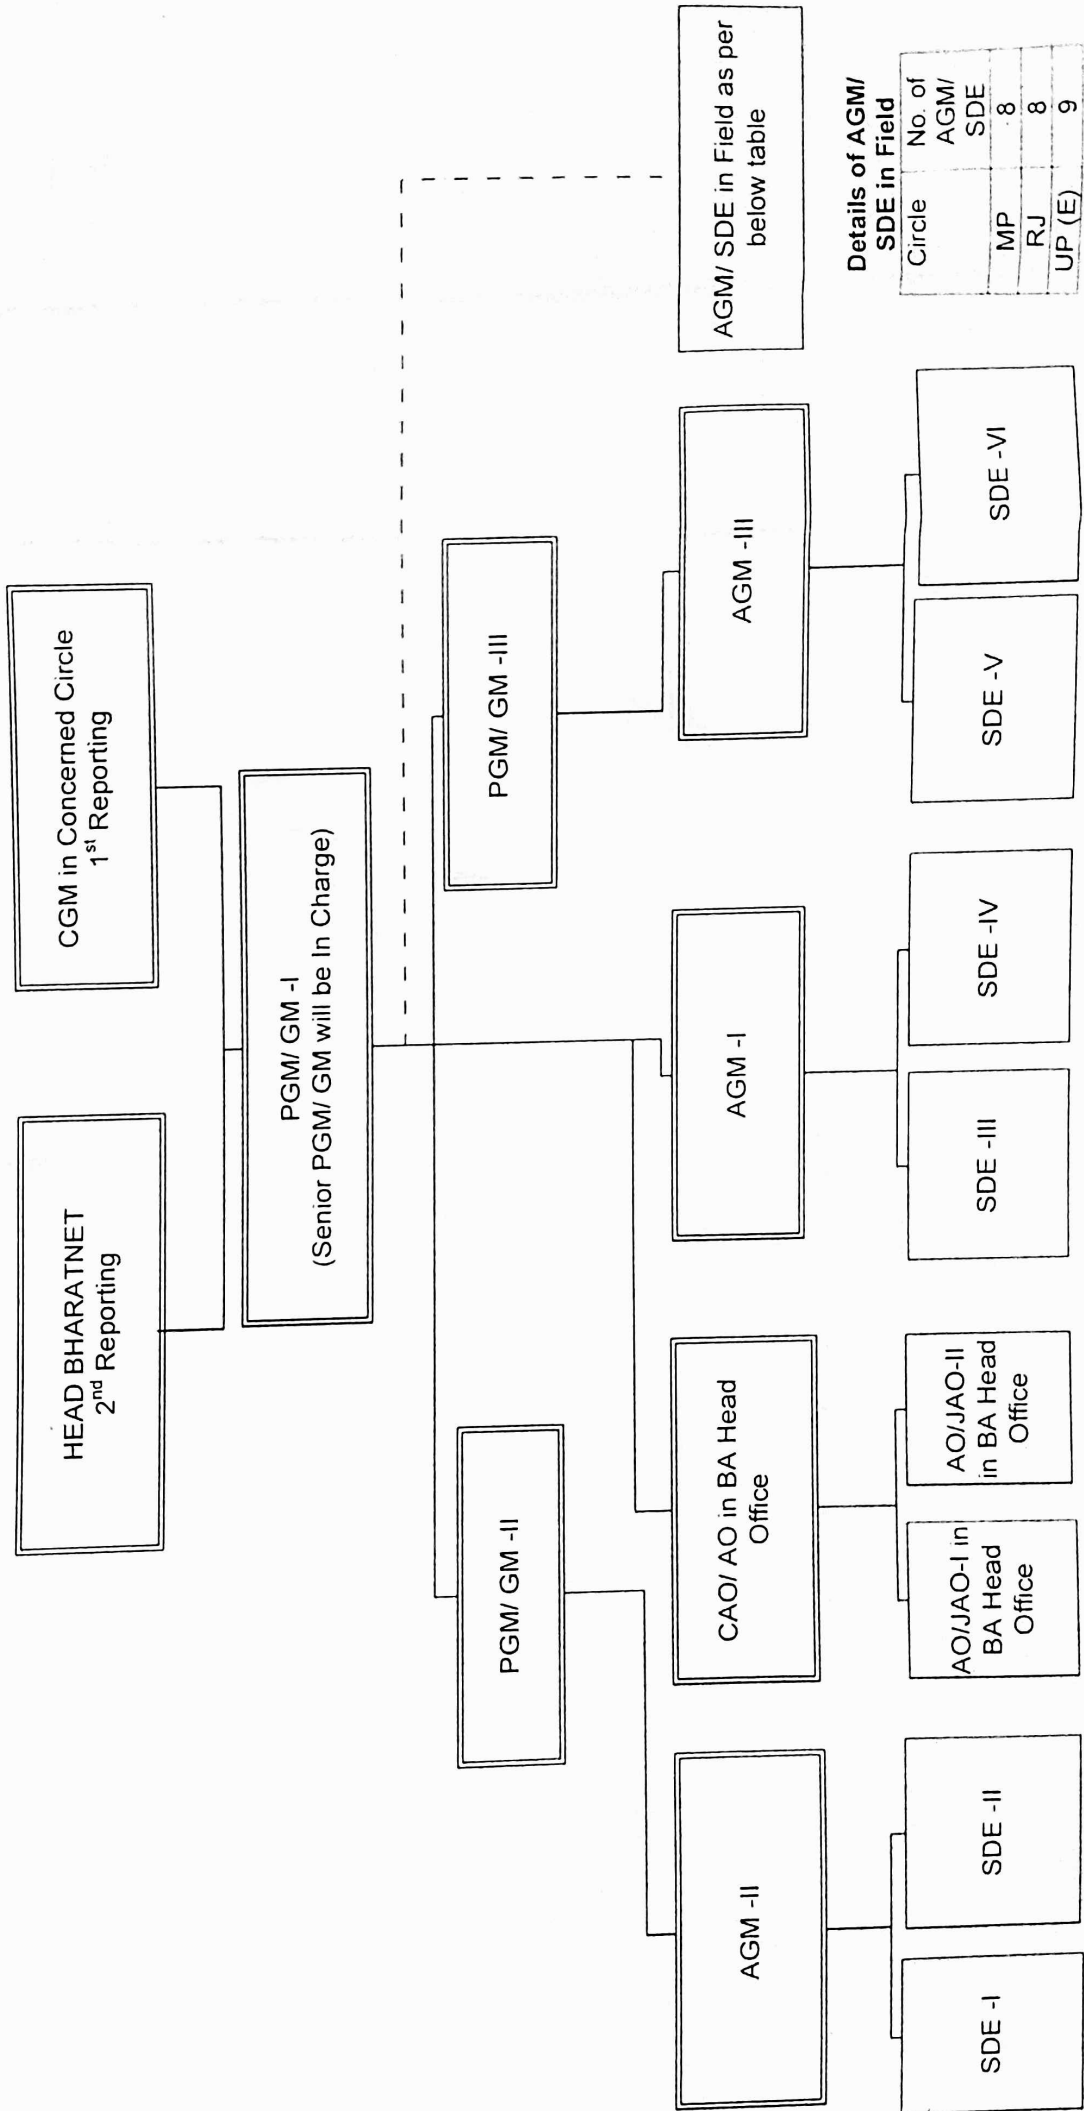 HEAD BHARATNET
2nd Reporting
CGM in Concerned Circle
1st Reporting
PGM/ GM -I
(Senior PGM/ GM will be In Charge)
PGM/ GM -II
PGM/ GM -III
AGM -II
CAO/ AO in BA Head
Office
AGM -I
AGM -III
AGM/ SDE in Field as per
below table
SDE -I
SDE -II
AO/JAO-I in
BA Head
Office
AO/JAO-II
in BA Head
Office
SDE -III
SDE -IV
SDE -V
SDE -VI
Details of AGM/
SDE in Field
Circle No. of
AGM/
SDE
MP 8
RJ 8
UP (E) 9